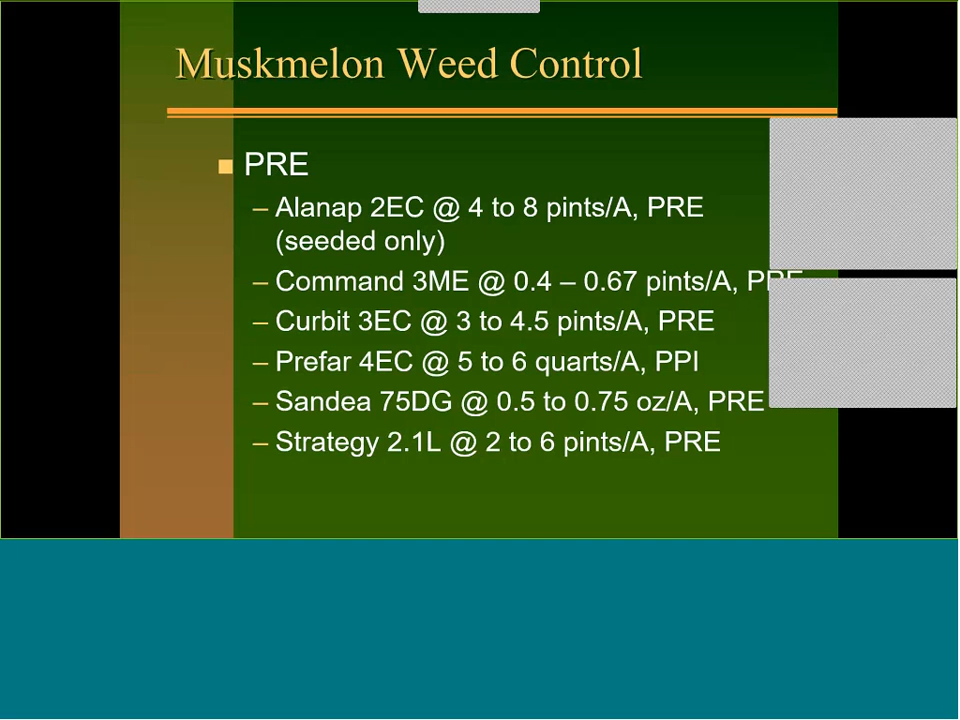 Muskmelon Weed Control
PRE
– Alanap 2EC @ 4 to 8 pints/A, PRE
(seeded only)
– Command 3ME @ 0.4 – 0.67 pints/A, PRE
– Curbit 3EC @ 3 to 4.5 pints/A, PRE
– Prefar 4EC @ 5 to 6 quarts/A, PPI
– Sandea 75DG @ 0.5 to 0.75 oz/A, PRE
– Strategy 2.1L @ 2 to 6 pints/A, PRE